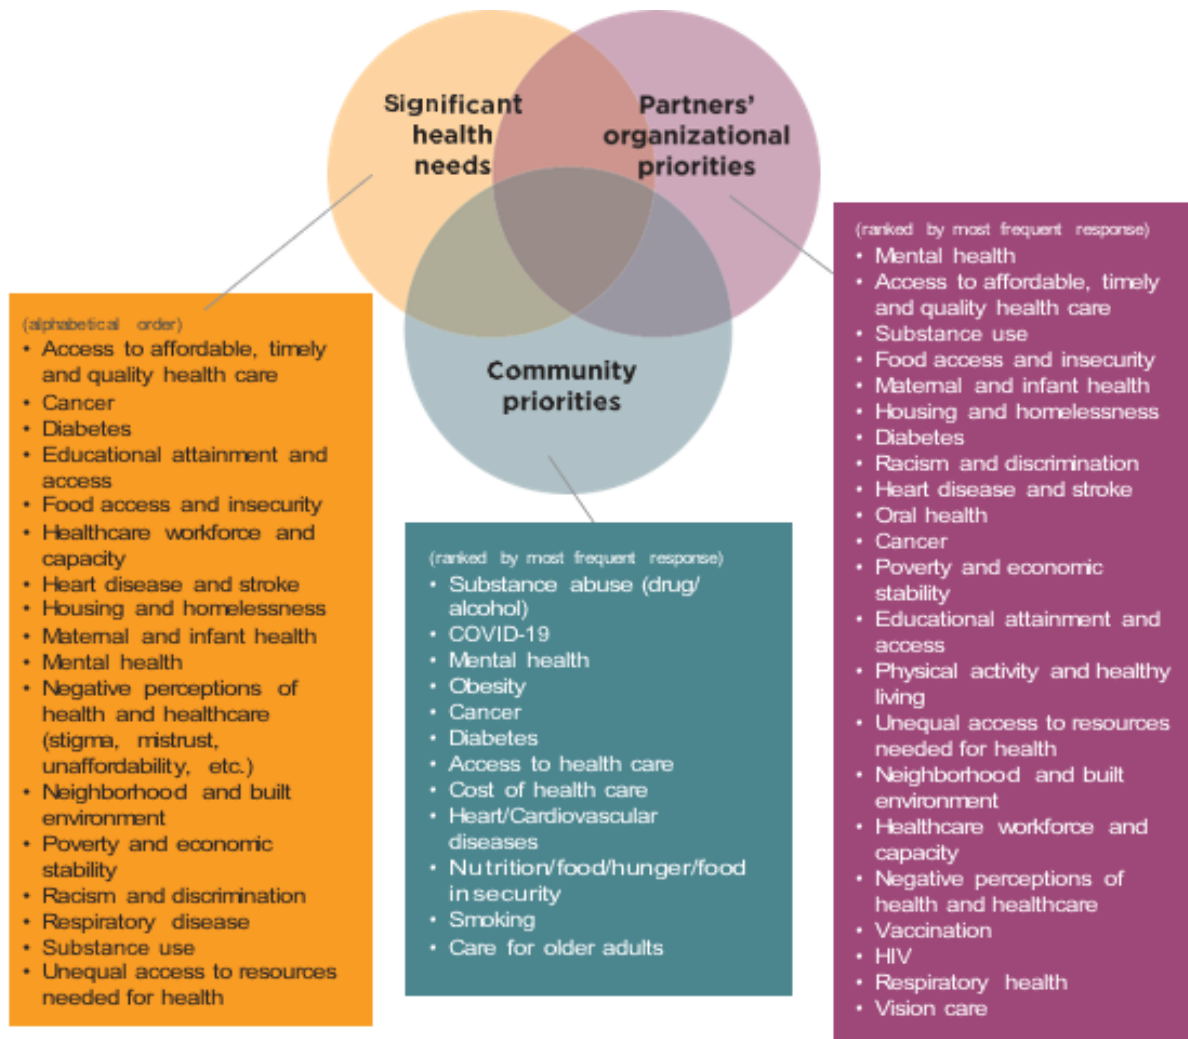 Significant
health
needs
Partners'
organizational
priorities
Community
priorities
(alphabetical order)
• Access to affordable, timely
and quality health care
• Cancer
• Diabetes
• Educational attainment and
access
• Food access and insecurity
• Healthcare workforce and
capacity
• Heart disease and stroke
• Housing and homelessness
• Maternal and infant health
• Mental health
• Negative perceptions of
health and healthcare
(stigma, mistrust,
unaffordability, etc.)
• Neighborhood and built
environment
• Poverty and economic
stability
• Racism and discrimination
• Respiratory disease
• Substance use
• Unequal access to resources
needed for health
(ranked by most frequent response)
• Substance abuse (drug/
alcohol)
• COVID-19
• Mental health
• Obesity
• Cancer
• Diabetes
• Access to health care
• Cost of health care
• Heart/Cardiovascular
diseases
• Nutrition/food/hunger/food
in security
• Smoking
• Care for older adults
(ranked by most frequent response)
• Mental health
• Access to affordable, timely
and quality health care
• Substance use
• Food access and insecurity
• Maternal and infant health
• Housing and homelessness
• Diabetes
• Racism and discrimination
• Heart disease and stroke
• Oral health
• Cancer
• Poverty and economic
stability
• Educational attainment and
access
• Physical activity and healthy
living
• Unequal access to resources
needed for health
• Neighborhood and built
environment
• Healthcare workforce and
capacity
• Negative perceptions of
health and healthcare
• Vaccination
• HIV
• Respiratory health
• Vision care